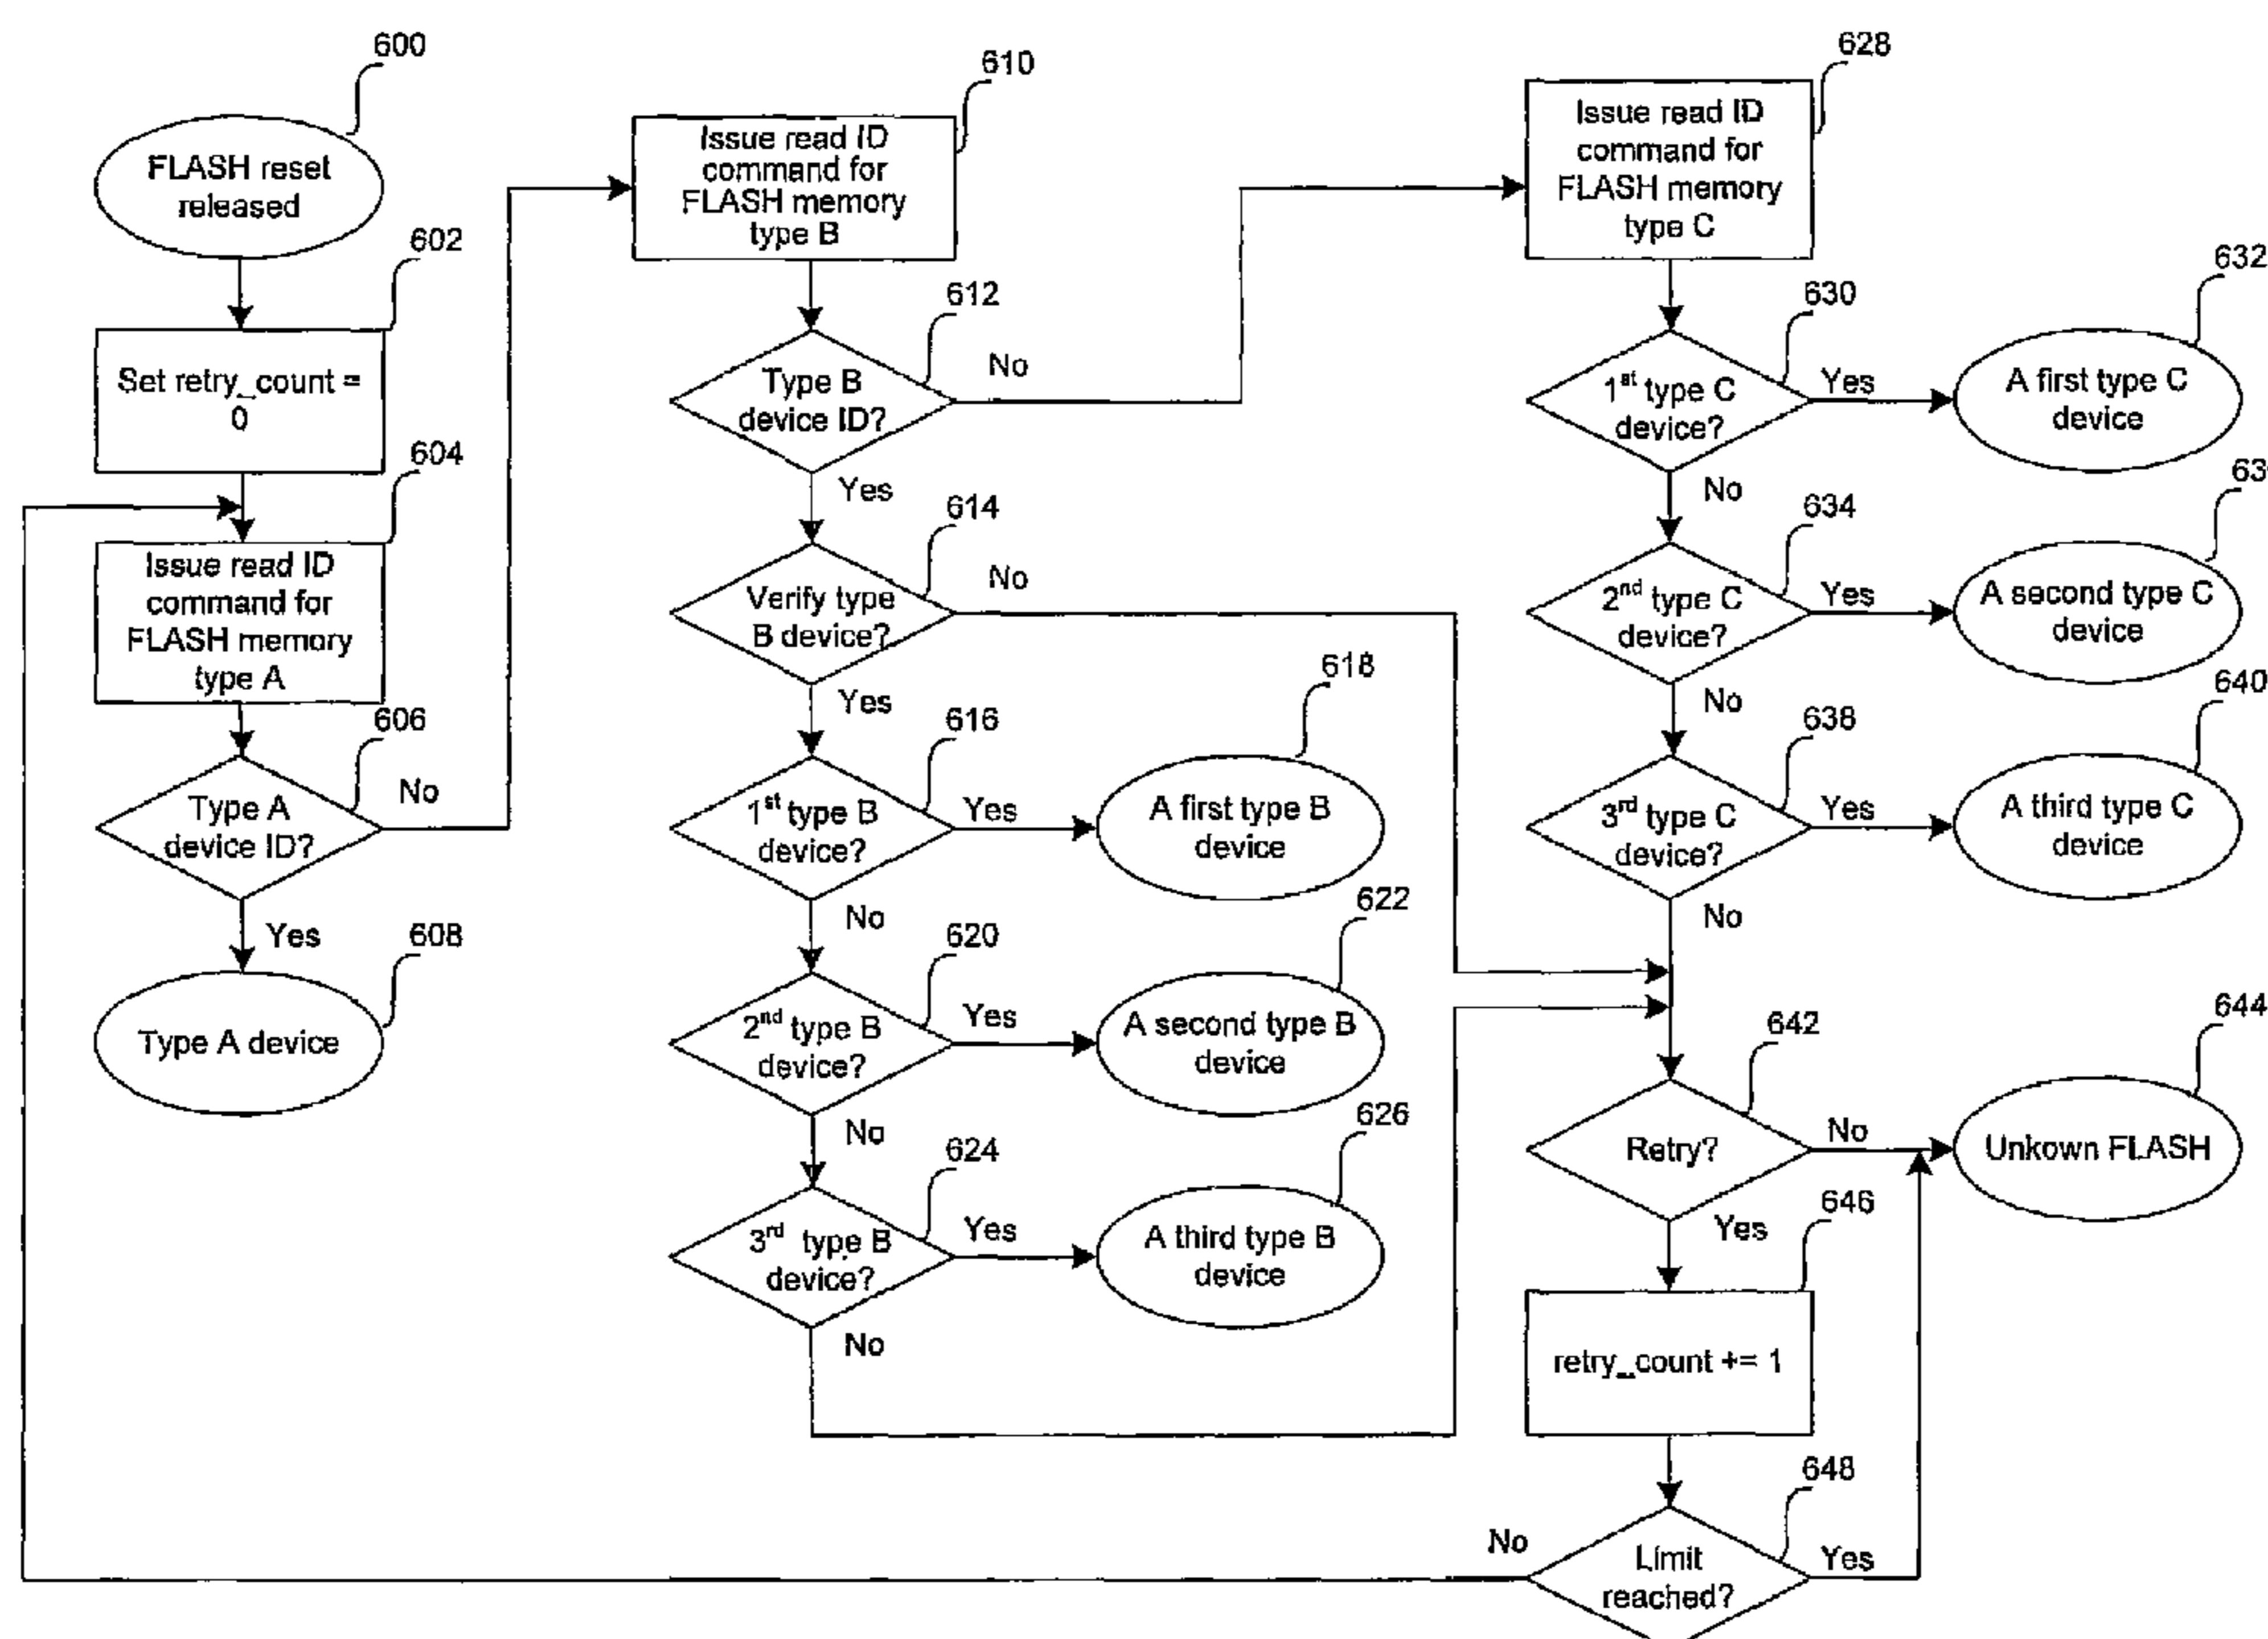 600
FLASH reset
released
602
Set retry_count =
0
604
Issue read ID
command for
FLASH memory
type A
606
Type A
device ID?
No
Yes
608
Type A device
610
Issue read ID
command for
FLASH memory
type B
612
Type B
device ID?
No
Yes
614
Verify type
B device?
No
Yes
616
1st type B
device?
Yes
618
A first type B
device
No
620
2nd type B
device?
Yes
622
A second type B
device
No
624
3rd type B
device?
Yes
626
A third type B
device
No
628
Issue read ID
command for
FLASH memory
type C
630
1st type C
device?
Yes
632
A first type C
device
No
634
2nd type C
device?
Yes
63
A second type C
device
No
638
3rd type C
device?
Yes
640
A third type C
device
No
642
Retry?
No
644
Unkown FLASH
Yes
646
retry_count += 1
648
Limit
reached?
No
Yes